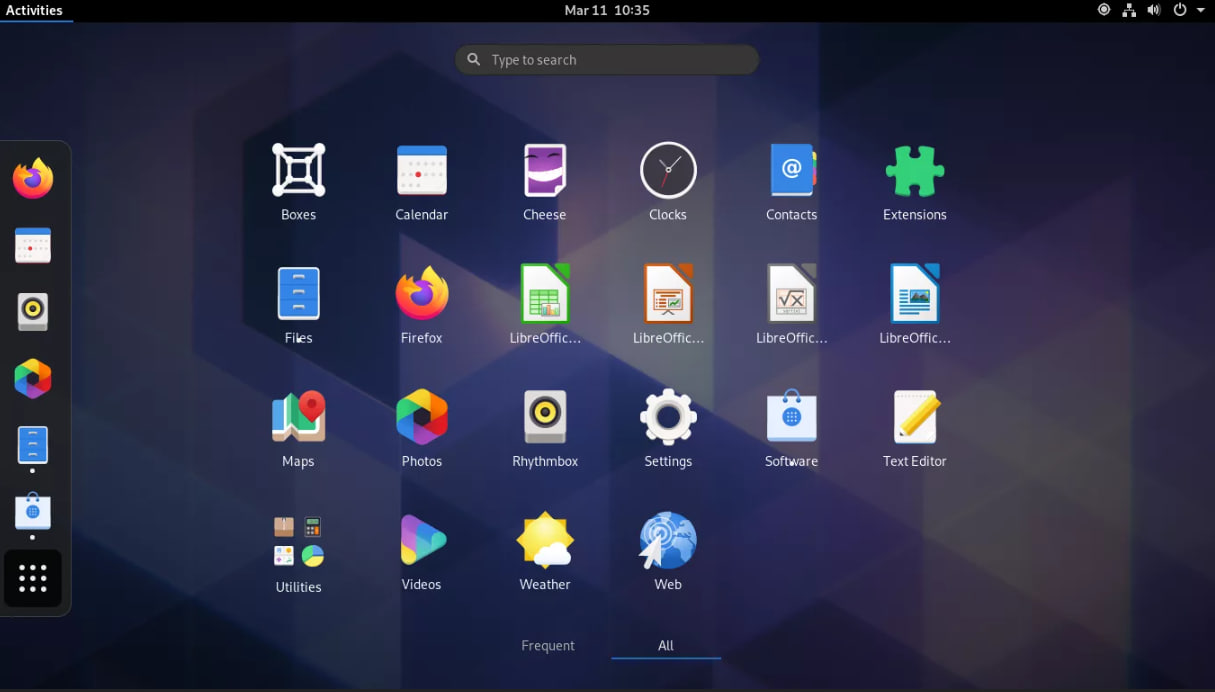 Activities
Mar 11 10:35
Type to search
Boxes
Calendar
Cheese
Clocks
Contacts
Extensions
Files
Firefox
LibreOffic...
LibreOffic...
LibreOffic...
LibreOffic...
Maps
Photos
Rhythmbox
Settings
Software
Text Editor
Utilities
Videos
Weather
Web
Frequent
All